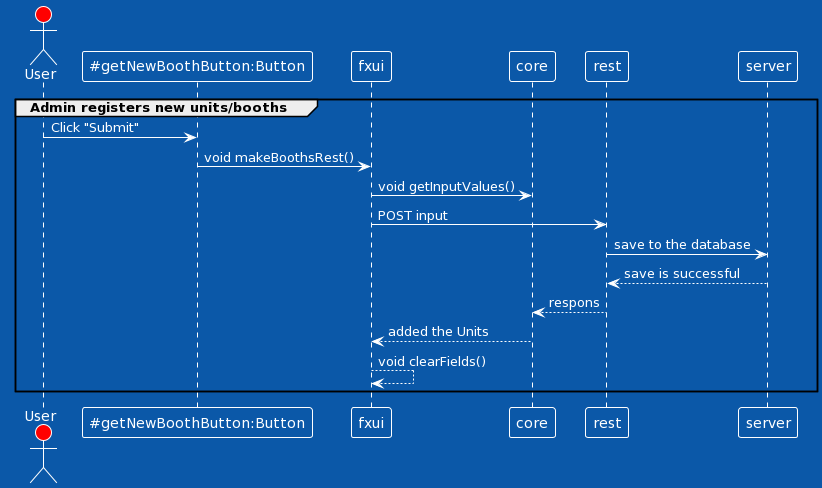 User
#getNewBoothButton:Button
fxui
core
rest
server
Admin registers new units/booths
Click "Submit"
void makeBoothsRest()
void getInputValues()
POST input
save to the database
save is successful
respons
added the Units
void clearFields()
User
#getNewBoothButton:Button
fxui
core
rest
server